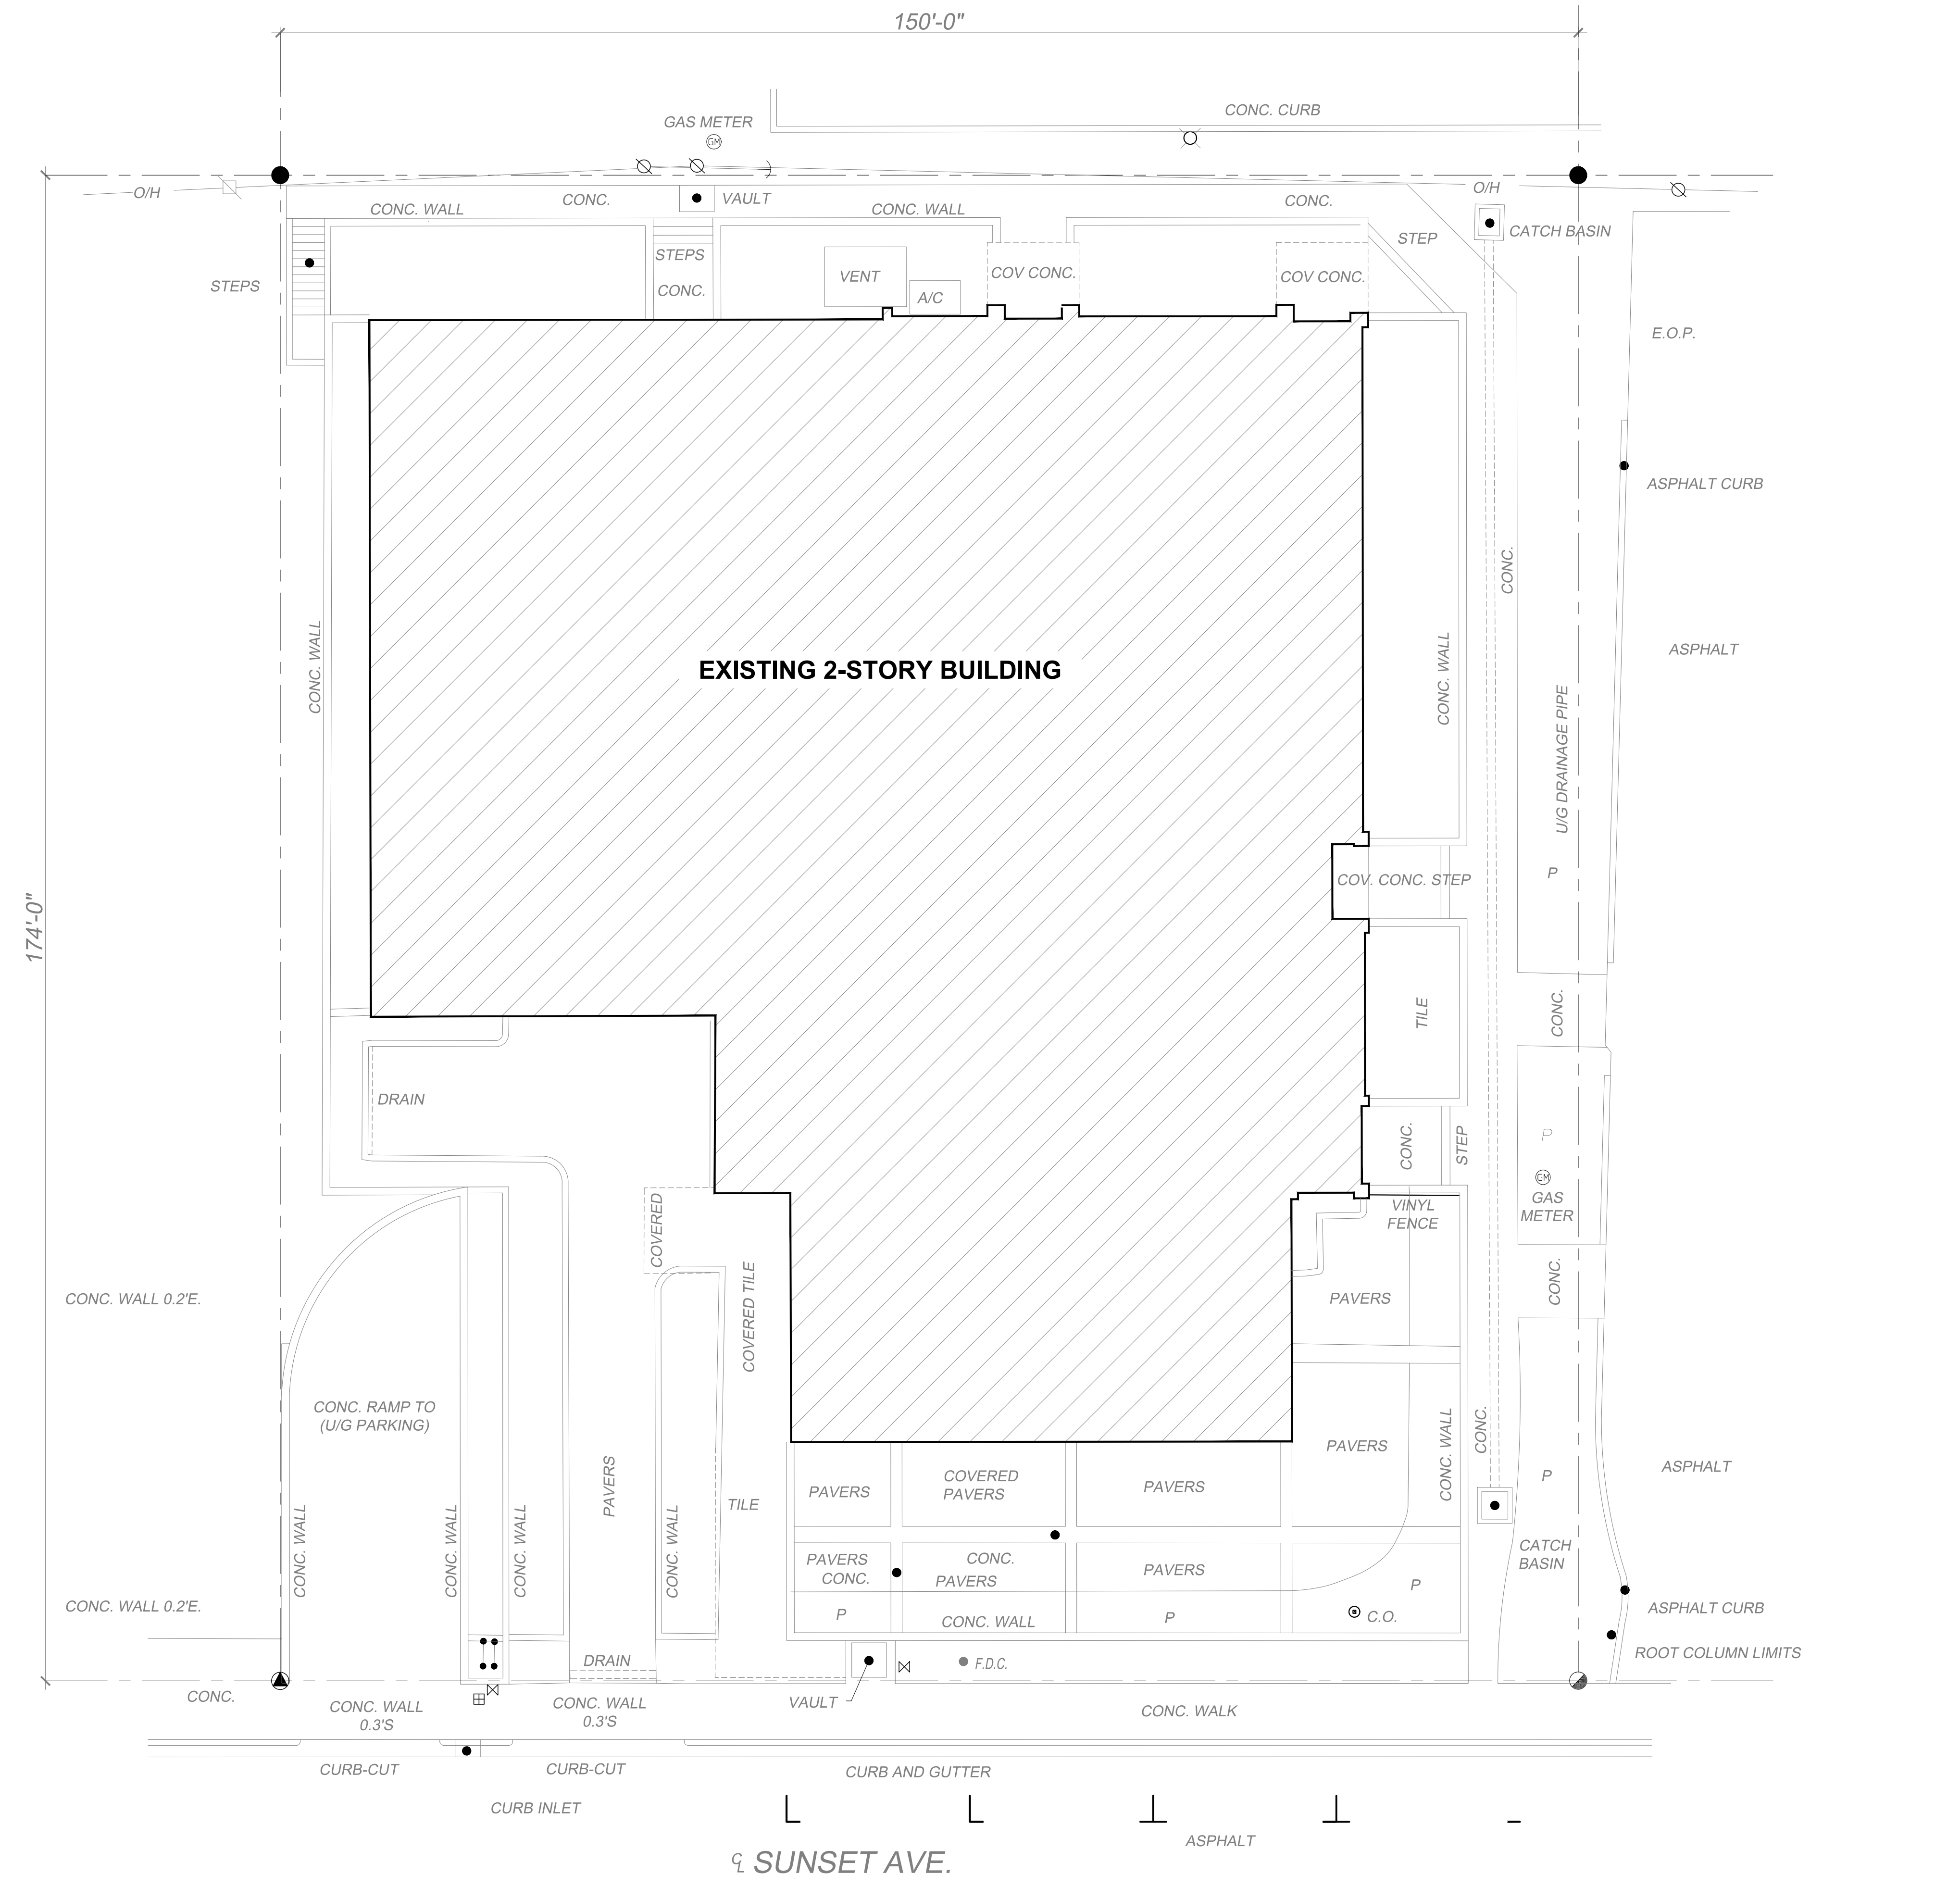 150'-0"
CONC. CURB
GAS METER
GM
O/H
CONC. WALL
CONC.
VAULT
CONC. WALL
CONC.
O/H
CATCH BASIN
STEP
STEPS
STEPS
CONC.
VENT
A/C
COV CONC.
COV CONC.
E.O.P.
ASPHALT CURB
CONC.
CONC. WALL
CONC. WALL
EXISTING 2-STORY BUILDING
ASPHALT
U/G DRAINAGE PIPE
P
COV. CONC. STEP
174'-0"
TILE
CONC.
DRAIN
CONC.
STEP
P
GM
GAS
METER
VINYL
FENCE
COVERED
COVERED TILE
CONC.
PAVERS
CONC. WALL 0.2'E.
CONC. RAMP TO
(U/G PARKING)
PAVERS
CONC. WALL
CONC.
P
ASPHALT
PAVERS
TILE
PAVERS
COVERED
PAVERS
PAVERS
CONC. WALL
CONC. WALL
CONC. WALL
CONC. WALL
PAVERS
CONC.
CONC.
PAVERS
PAVERS
CATCH
BASIN
P
CONC. WALL 0.2'E.
P
CONC. WALL
P
C.O.
ASPHALT CURB
ROOT COLUMN LIMITS
DRAIN
F.D.C.
CONC.
CONC. WALL
0.3'S
CONC. WALL
0.3'S
VAULT
CONC. WALK
CURB-CUT
CURB-CUT
CURB AND GUTTER
CURB INLET
ASPHALT
CL SUNSET AVE.